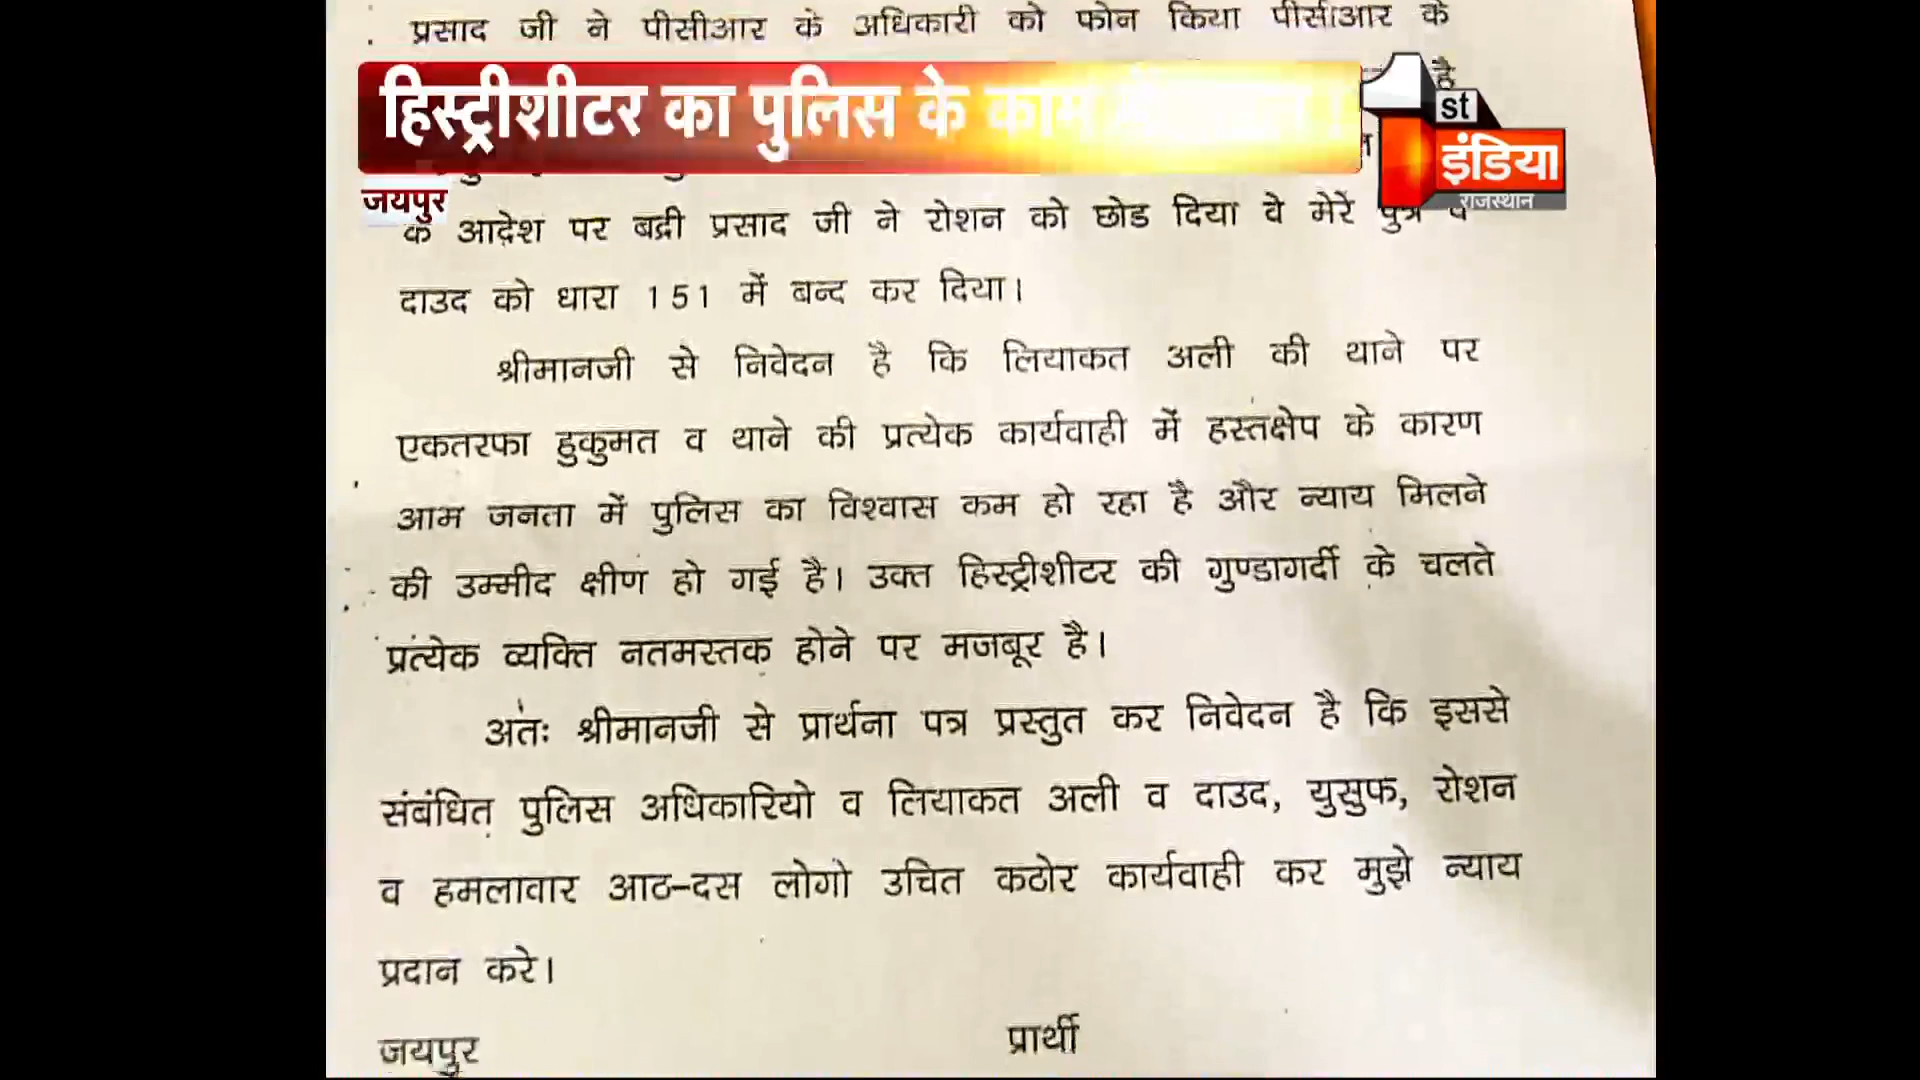 प्रसाद जी ने पीसीआर के अधिकारी को फोन किया पीसीआर के
है
हिस्ट्रीशीटर का पुलिस के काम
1st
इंडिया
राजस्थान
जयपुर
के आदेश पर बद्री प्रसाद जी ने रोशन को छोड दिया वे मेरे पुत्र व
दाउद को धारा 151 में बन्द कर दिया।
श्रीमानजी से निवेदन है कि लियाकत अली की थाने पर
एकतरफा हुकुमत व थाने की प्रत्येक कार्यवाही में हस्तक्षेप के कारण
आम जनता में पुलिस का विश्वास कम हो रहा है और न्याय मिलने
की उम्मीद क्षीण हो गई है। उक्त हिस्ट्रीशीटर की गुण्डागर्दी के चलते
प्रत्येक व्यक्ति नतमस्तक होने पर मजबूर है।
अतः श्रीमानजी से प्रार्थना पत्र प्रस्तुत कर निवेदन है कि इससे
संबंधित पुलिस अधिकारियो व लियाकत अली व दाउद, युसुफ, रोशन
व हमलावार आठ-दस लोगो उचित कठोर कार्यवाही कर मुझे न्याय
प्रदान करे।
जयपुर प्रार्थी